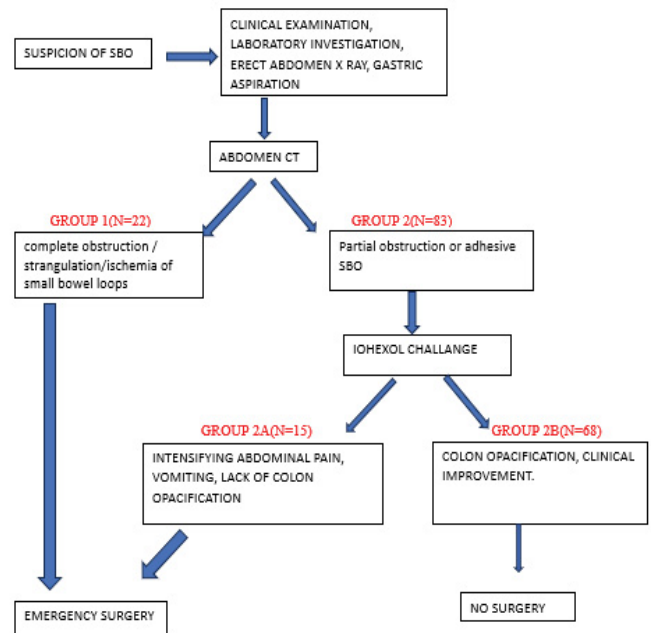 SUSPICION OF SBO
CLINICAL EXAMINATION,
LABORATORY INVESTIGATION,
ERECT ABDOMEN X RAY, GASTRIC
ASPIRATION
ABDOMEN CT
GROUP 1(N=22)
complete obstruction /
strangulation/ischemia of
small bowel loops
GROUP 2(N=83)
Partial obstruction or adhesive
SBO
IOHEXOL CHALLANGE
GROUP 2A(N=15)
INTENSIFYING ABDOMINAL PAIN,
VOMITING, LACK OF COLON
OPACIFICATION
GROUP 2B(N=68)
COLON OPACIFICATION, CLINICAL
IMPROVEMENT.
EMERGENCY SURGERY
NO SURGERY